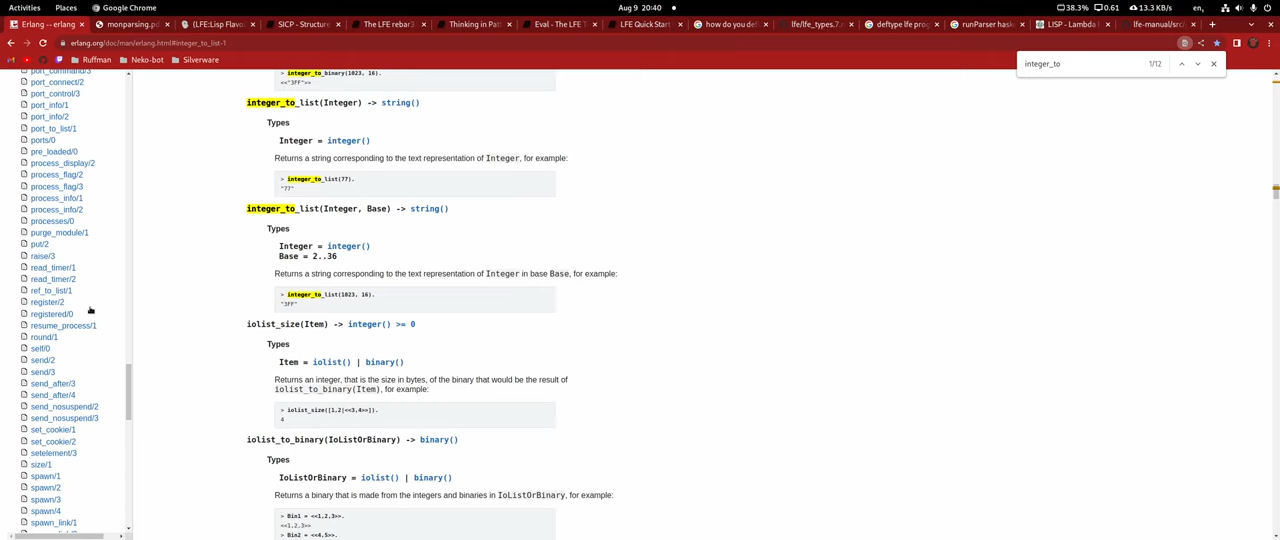 Activities Places Google Chrome Aug 9 20:40 38.3% 0.61 13.3 KB/s en
Erlang -- erlang monparsing.pdf (LFE:Lisp Flavo SICP - Structure The LFE rebar3 Thinking in Patt Eval - The LFE T LFE Quick Start how do you def lfe/lfe_types.7. deftype lfe prog runParser hask LISP - Lambda lfe-manual/src
erlang.org/doc/man/erlang.html#integer_to_list-1
Ruffman Neko-bot Silverware
integer_to 1/12
port_command/3
port_connect/2
port_control/3
port_info/1
port_info/2
port_to_list/1
ports/0
pre_loaded/0
process_display/2
process_flag/2
process_flag/3
process_info/1
process_info/2
processes/0
purge_module/1
put/2
raise/3
read_timer/1
read_timer/2
ref_to_list/1
register/2
registered/0
resume_process/1
round/1
self/0
send/2
send/3
send_after/3
send_after/4
send_nosuspend/2
send_nosuspend/3
set_cookie/1
set_cookie/2
setelement/3
size/1
spawn/1
spawn/2
spawn/3
spawn/4
spawn_link/1
> integer_to_binary(1023, 16).
<<"3FF">>
integer_to_list(Integer) -> string()
Types
Integer = integer()
Returns a string corresponding to the text representation of Integer, for example:
> integer_to_list(77).
"77"
integer_to_list(Integer, Base) -> string()
Types
Integer = integer()
Base = 2..36
Returns a string corresponding to the text representation of Integer in base Base, for example:
> integer_to_list(1023, 16).
"3FF"
iolist_size(Item) -> integer() >= 0
Types
Item = iolist() | binary()
Returns an integer, that is the size in bytes, of the binary that would be the result of
iolist_to_binary(Item), for example:
> iolist_size([1,2|<<3,4>>]).
4
iolist_to_binary(IoListOrBinary) -> binary()
Types
IoListOrBinary = iolist() | binary()
Returns a binary that is made from the integers and binaries in IoListOrBinary, for example:
> Bin1 = <<1,2,3>>.
<<1,2,3>>
> Bin2 = <<4,5>>.